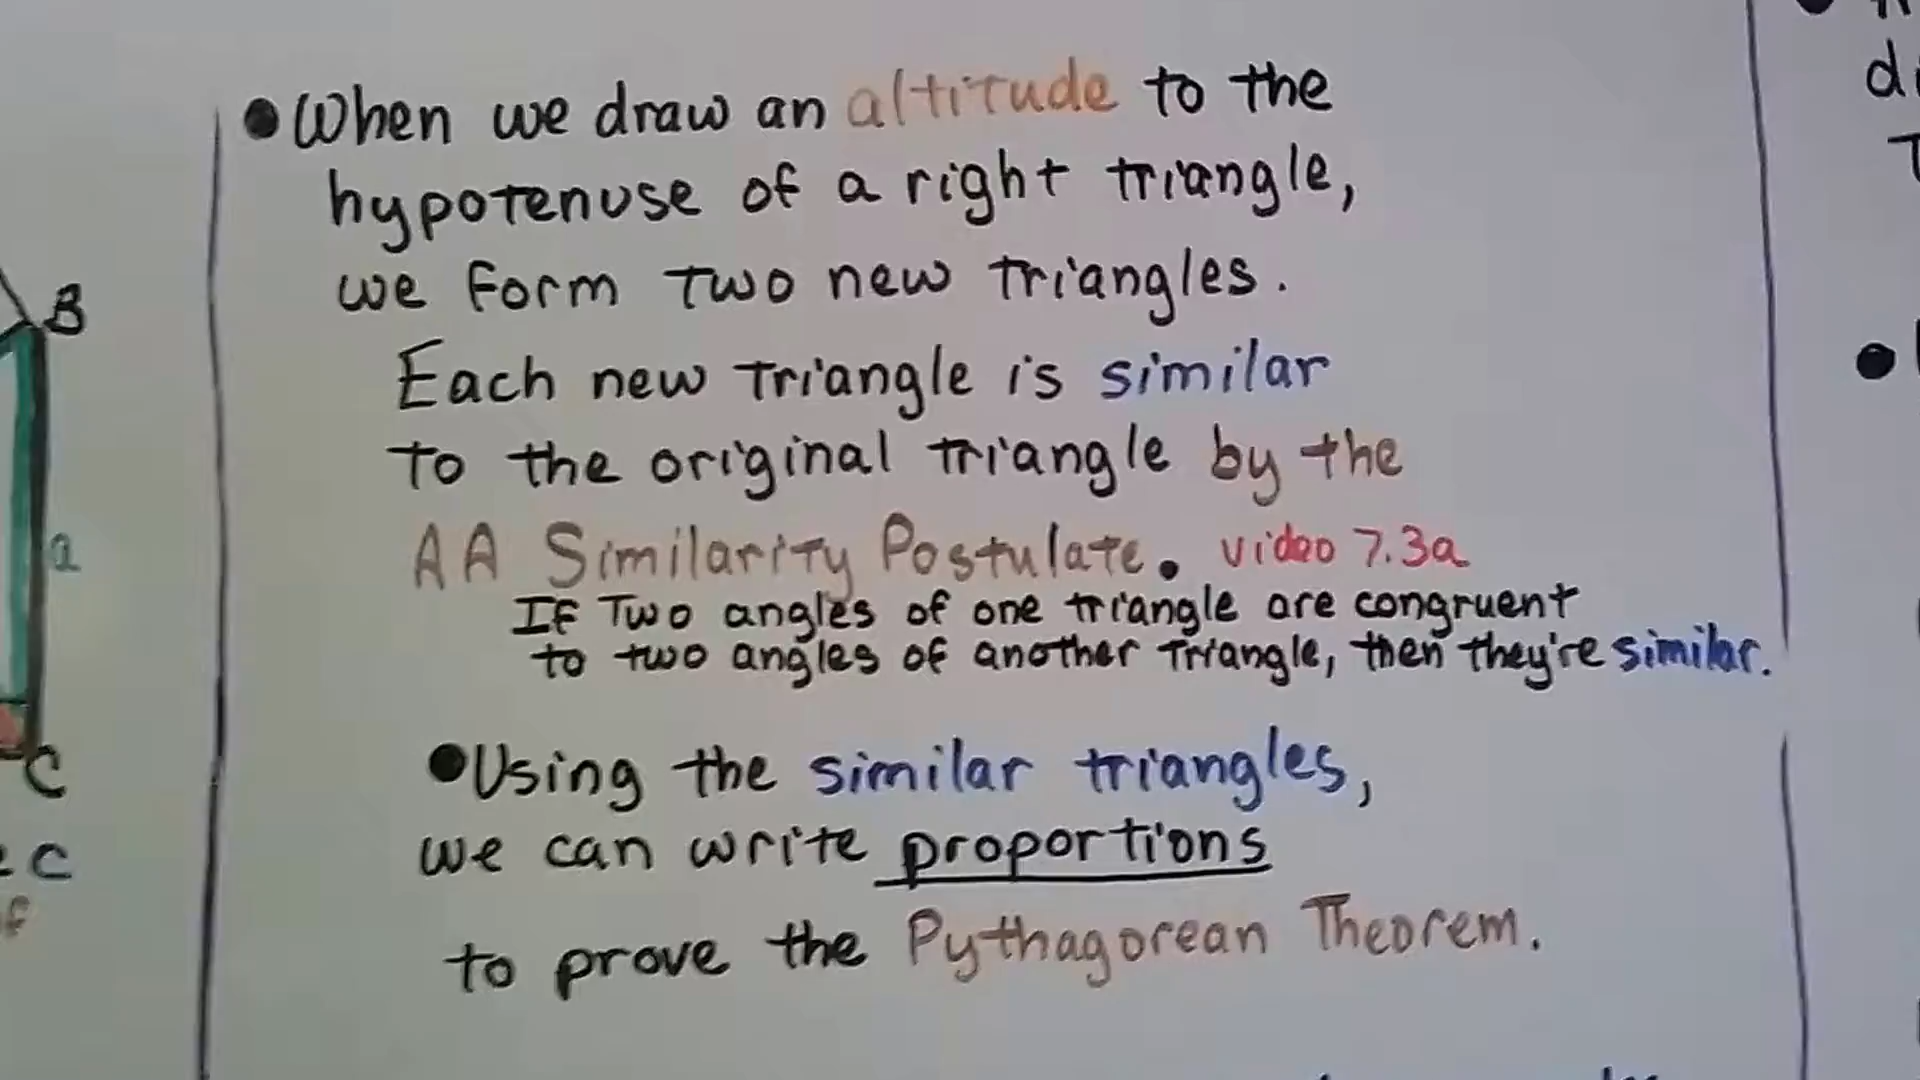 • When we draw an altitude to the
hypotenuse of a right triangle,
we form two new triangles.
Each new triangle is similar
to the original triangle by the
AA Similarity Postulate. video 7.3a
If Two angles of one triangle are congruent
to two angles of another triangle, then they're similar.
• Using the similar triangles,
we can write proportions
to prove the Pythagorean Theorem.
B
a
C
c